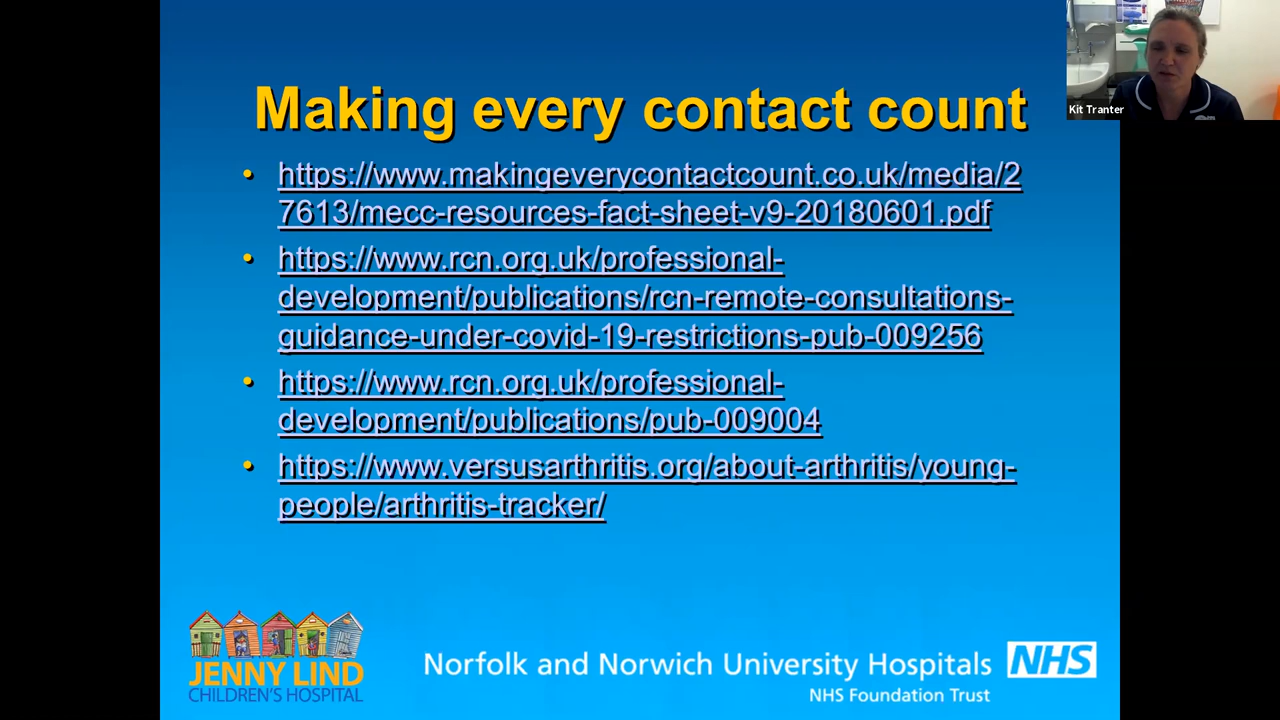 Making every contact count
Kit Tranter
• https://www.makingeverycontactcount.co.uk/media/2
7613/mecc-resources-fact-sheet-v9-20180601.pdf
• https://www.rcn.org.uk/professional-
development/publications/rcn-remote-consultations-
guidance-under-covid-19-restrictions-pub-009256
• https://www.rcn.org.uk/professional-
development/publications/pub-009004
• https://www.versusarthritis.org/about-arthritis/young-
people/arthritis-tracker/
JENNY LIND
CHILDREN'S HOSPITAL
Norfolk and Norwich University Hospitals NHS
NHS Foundation Trust